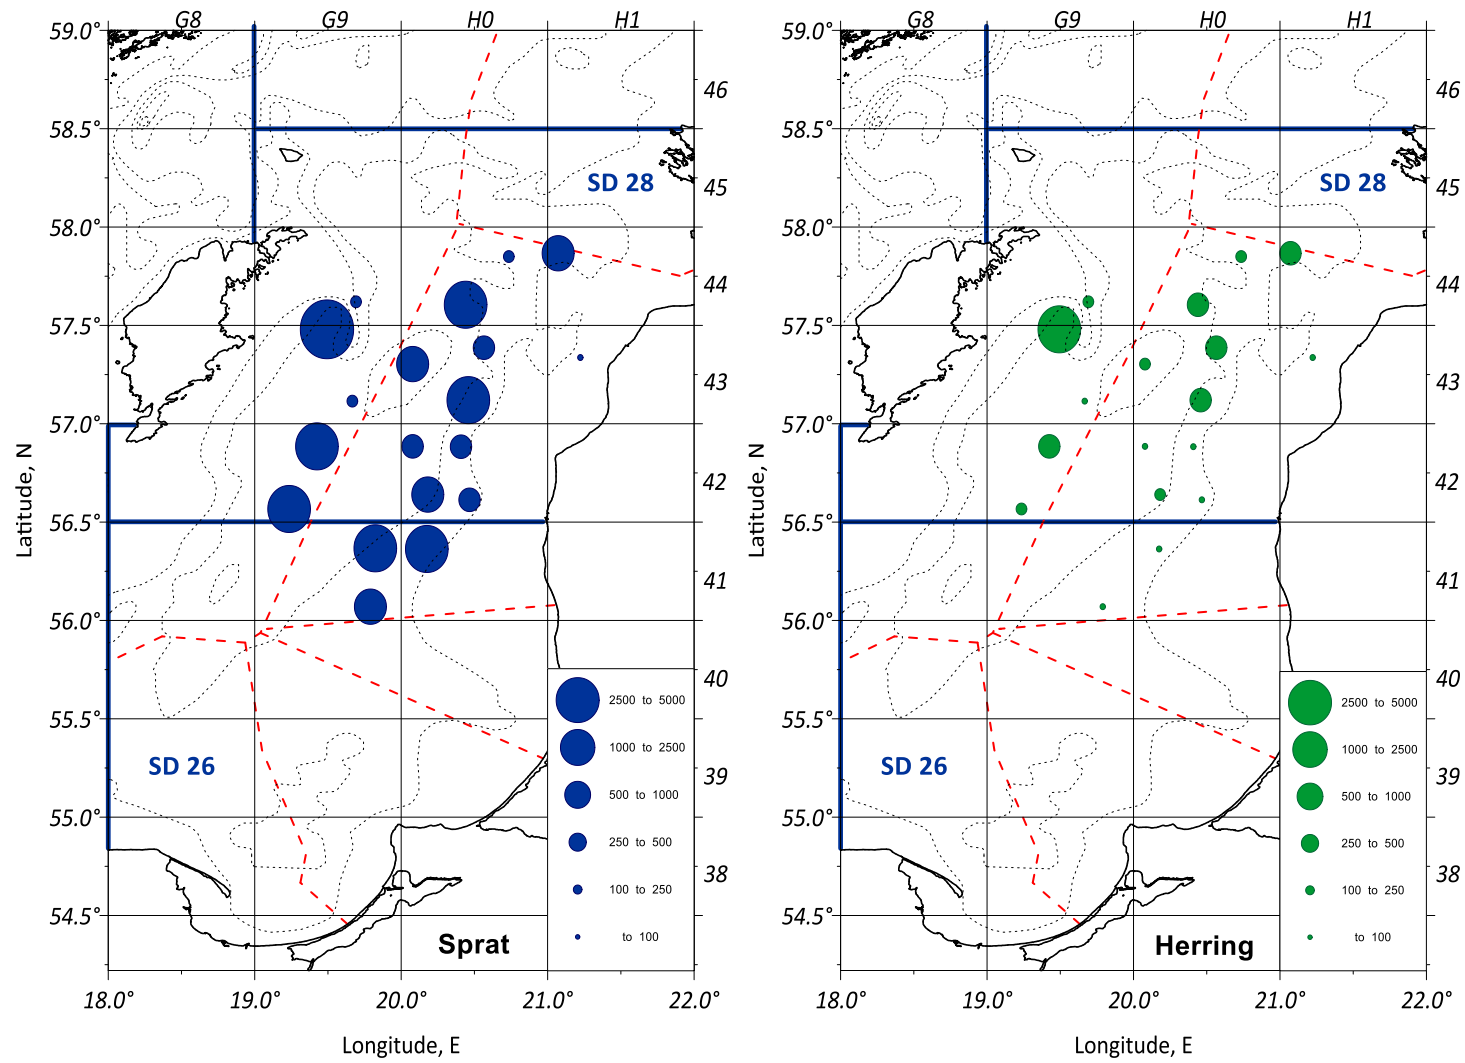 G8 G9 H0 H1
59.0°
46
58.5°
SD 28
45
58.0°
44
57.5°
43
57.0°
42
56.5°
41
56.0°
40
55.5°
SD 26
39
55.0°
38
54.5°
Latitude, N
2500 to 5000
1000 to 2500
500 to 1000
250 to 500
100 to 250
to 100
Sprat
18.0° 19.0° 20.0° 21.0° 22.0°
Longitude, E
G8 G9 H0 H1
59.0°
46
58.5°
SD 28
45
58.0°
44
57.5°
43
57.0°
42
56.5°
41
56.0°
40
55.5°
SD 26
39
55.0°
38
54.5°
Latitude, N
2500 to 5000
1000 to 2500
500 to 1000
250 to 500
100 to 250
to 100
Herring
18.0° 19.0° 20.0° 21.0° 22.0°
Longitude, E